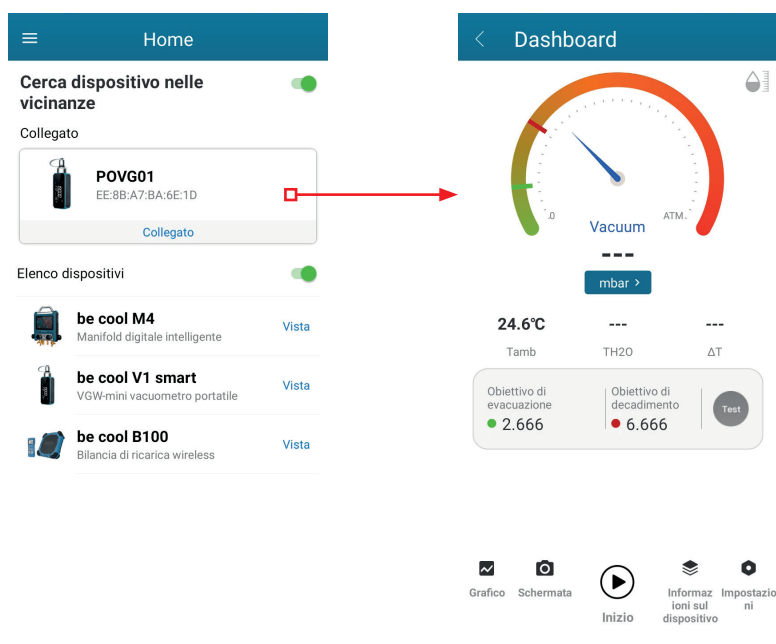 Home
Cerca dispositivo nelle
vicinanze
Collegato
POVG01
EE:8B:A7:BA:6E:1D
Collegato
Elenco dispositivi
be cool M4
Manifold digitale intelligente
Vista
be cool V1 smart
VGW-mini vacuometro portatile
Vista
be cool B100
Bilancia di ricarica wireless
Vista
Dashboard
.0
ATM.
Vacuum
---
mbar >
24.6℃
---
---
Tamb
TH2O
ΔT
Obiettivo di
evacuazione
2.666
Obiettivo di
decadimento
6.666
Test
Grafico
Schermata
Inizio
Informaz
ioni sul
dispositivo
Impostazio
ni